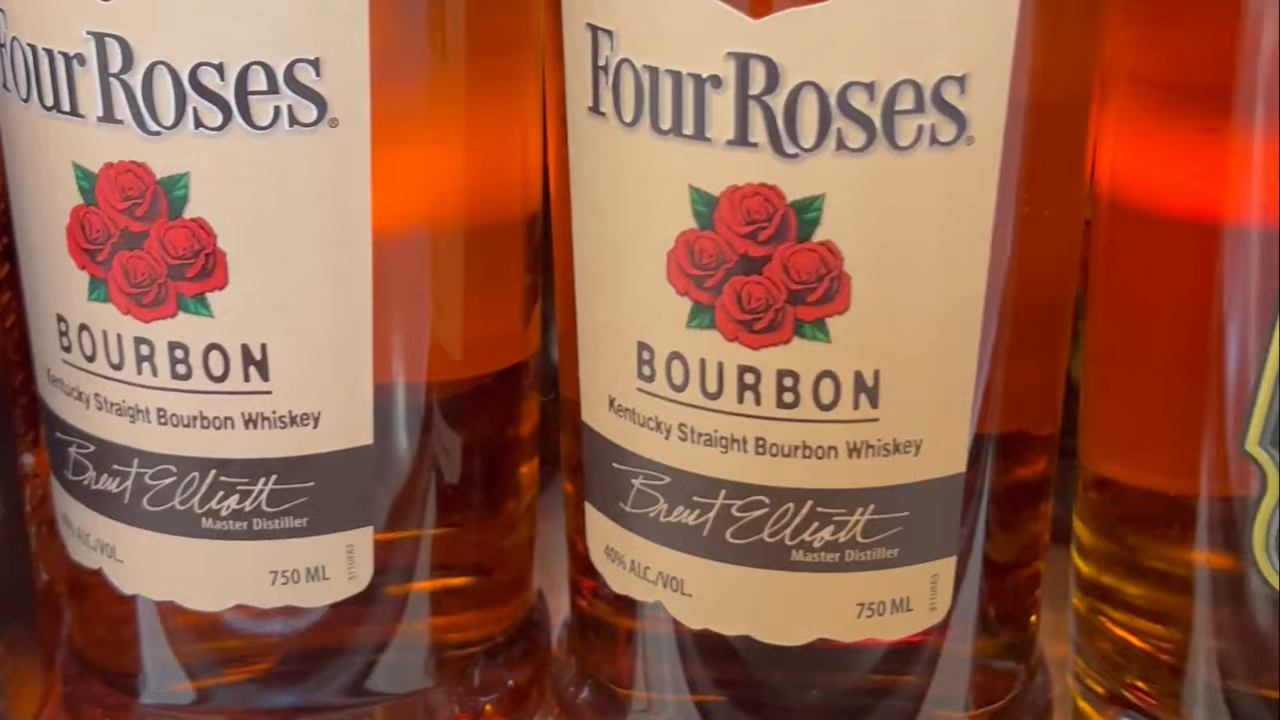 Four Roses®
BOURBON
Kentucky Straight Bourbon Whiskey
Brent Elliott
Master Distiller
ALC./VOL.
750 ML
Four Roses®
BOURBON
Kentucky Straight Bourbon Whiskey
Brent Elliott
Master Distiller
40% ALC./VOL.
750 ML